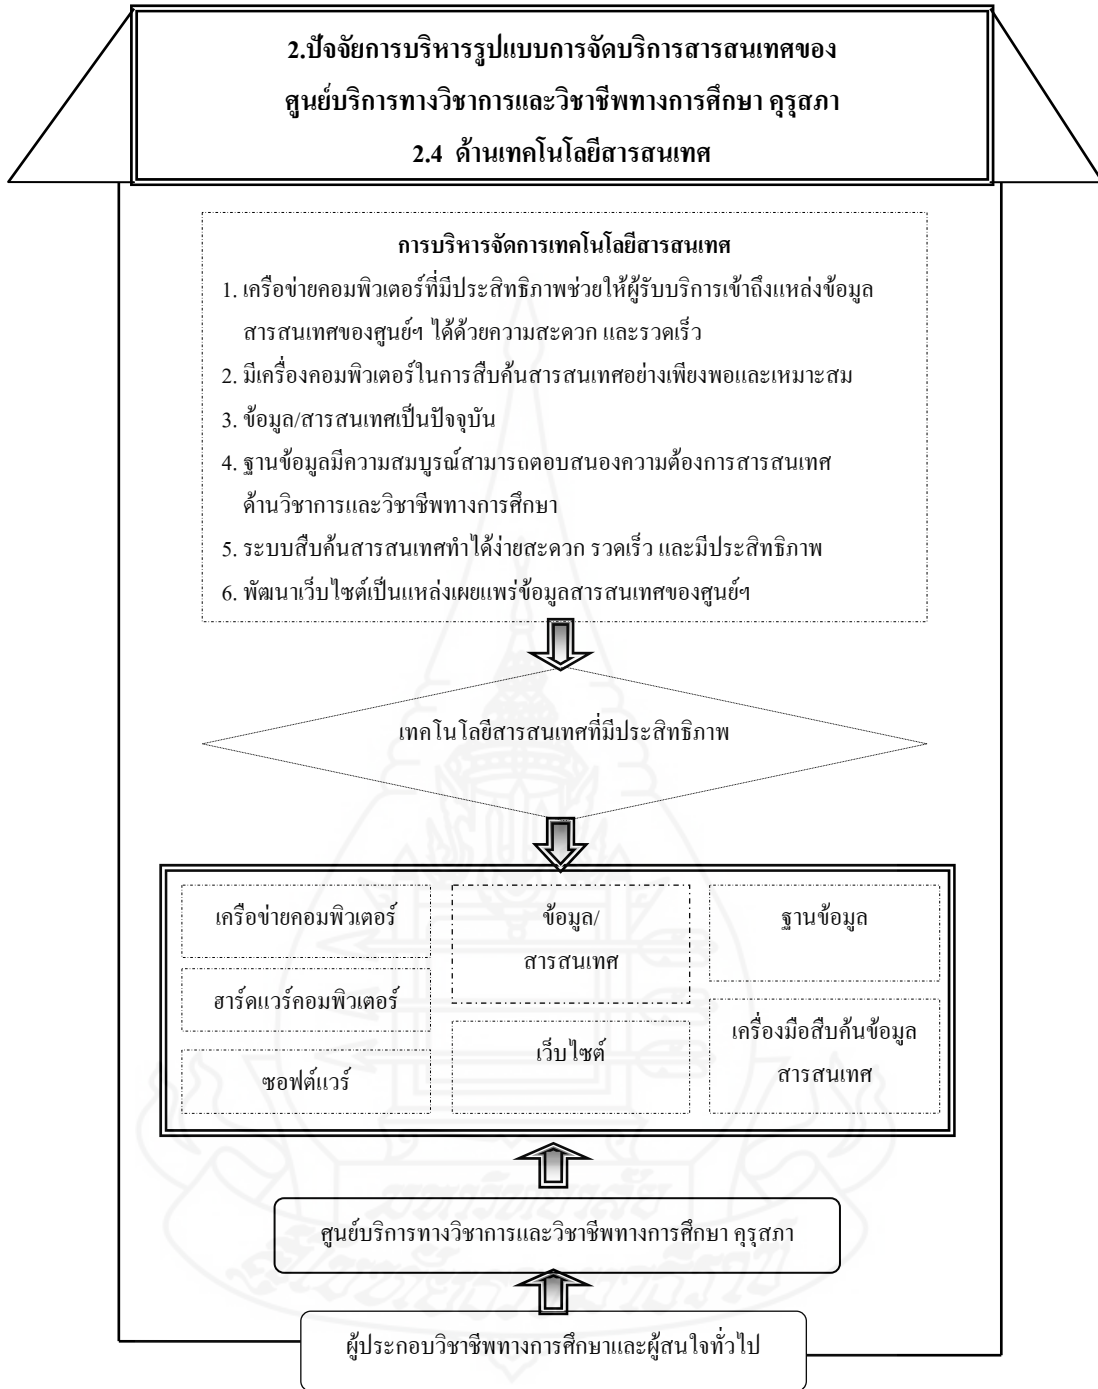 2.ปัจจัยการบริหารรูปแบบการจัดบริการสารสนเทศของ
ศูนย์บริการทางวิชาการและวิชาชีพทางการศึกษา คุรุสภา
2.4 ด้านเทคโนโลยีสารสนเทศ
การบริหารจัดการเทคโนโลยีสารสนเทศ
1. เครือข่ายคอมพิวเตอร์ที่มีประสิทธิภาพช่วยให้ผู้รับบริการเข้าถึงแหล่งข้อมูล
สารสนเทศของศูนย์ฯ ได้ด้วยความสะดวก และรวดเร็ว
2. มีเครื่องคอมพิวเตอร์ในการสืบค้นสารสนเทศอย่างเพียงพอและเหมาะสม
3. ข้อมูล/สารสนเทศเป็นปัจจุบัน
4. ฐานข้อมูลมีความสมบูรณ์สามารถตอบสนองความต้องการสารสนเทศ
ด้านวิชาการและวิชาชีพทางการศึกษา
5. ระบบสืบค้นสารสนเทศทำได้ง่ายสะดวก รวดเร็ว และมีประสิทธิภาพ
6. พัฒนาเว็บไซต์เป็นแหล่งเผยแพร่ข้อมูลสารสนเทศของศูนย์ฯ
เทคโนโลยีสารสนเทศที่มีประสิทธิภาพ
เครือข่ายคอมพิวเตอร์
ฮาร์ดแวร์คอมพิวเตอร์
ซอฟต์แวร์
ข้อมูล/
สารสนเทศ
เว็บไซต์
ฐานข้อมูล
เครื่องมือสืบค้นข้อมูล
สารสนเทศ
มหาวิทยาลัย
สุโขทัยธรรมาธิราช
ศูนย์บริการทางวิชาการและวิชาชีพทางการศึกษา คุรุสภา
ผู้ประกอบวิชาชีพทางการศึกษาและผู้สนใจทั่วไป